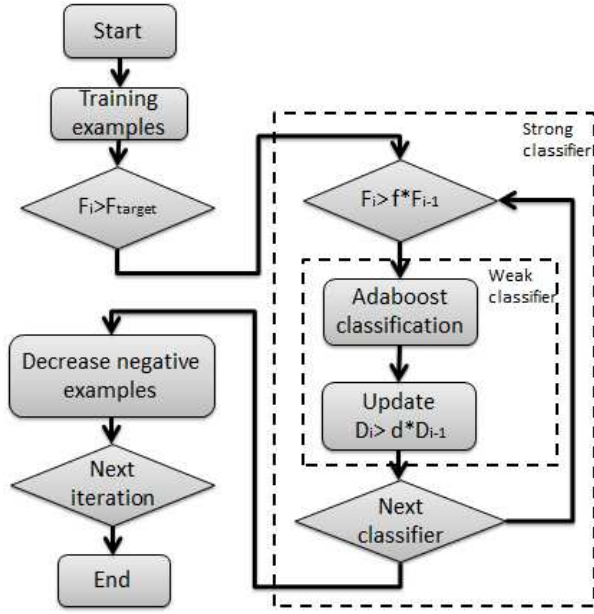 Start
Training
examples
Fi>Ftarget
Strong
classifier
Fi> f*Fi-1
Weak
classifier
Adaboost
classification
Update
Di> d*Di-1
Next
classifier
Decrease negative
examples
Next
iteration
End